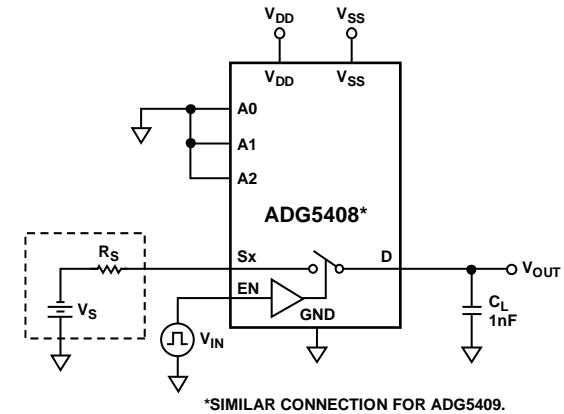 VDD VSS
VDD VSS
A0
A1
A2
ADG5408*
RS
Sx D VOUT
EN
VS
GND
CL
1nF
VIN
*SIMILAR CONNECTION FOR ADG5409.